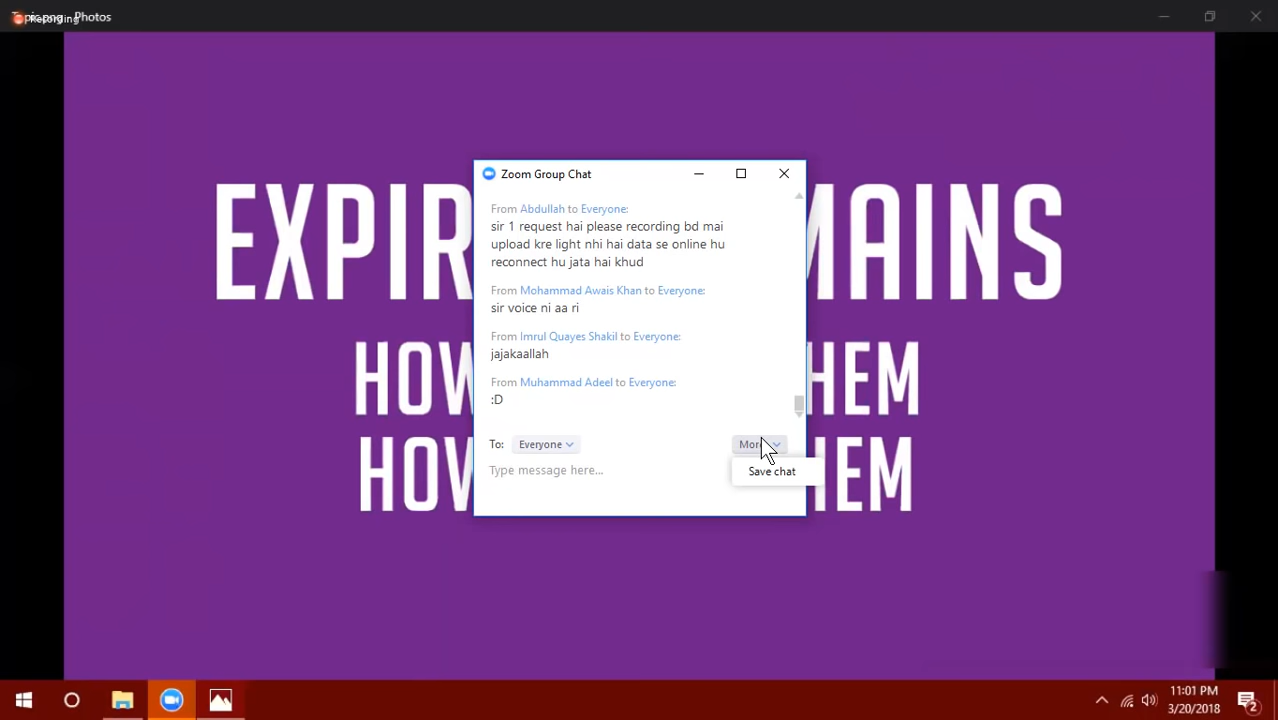 Recording
Photos
EXPIR
MAINS
HOW
HEM
HOW
HEM
Zoom Group Chat
From Abdullah to Everyone:
sir 1 request hai please recording bd mai
upload kre light nhi hai data se online hu
reconnect hu jata hai khud
From Mohammad Awais Khan to Everyone:
sir voice ni aa ri
From Imrul Quayes Shakil to Everyone:
jajakaallah
From Muhammad Adeel to Everyone:
:D
To: Everyone
More
Save chat
Type message here...
11:01 PM
3/20/2018
2